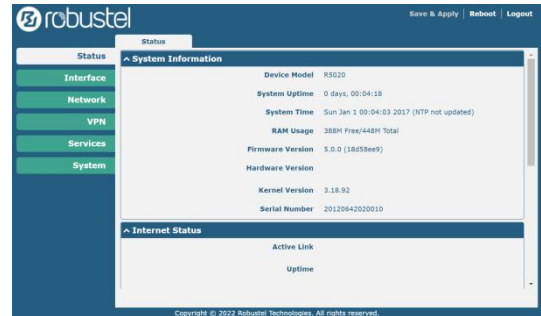 robustel
Save & Apply | Reboot | Logout
Status
Status
Interface
Network
VPN
Services
System
^ System Information
Device Model R5020
System Uptime 0 days, 00:04:18
System Time Sun Jan 1 00:04:03 2017 (NTP not updated)
RAM Usage 388M Free/448M Total
Firmware Version 5.0.0 (18d58ee9)
Hardware Version
Kernel Version 3.18.92
Serial Number 20120642020010
^ Internet Status
Active Link
Uptime
Copyright © 2022 Robustel Technologies. All rights reserved.